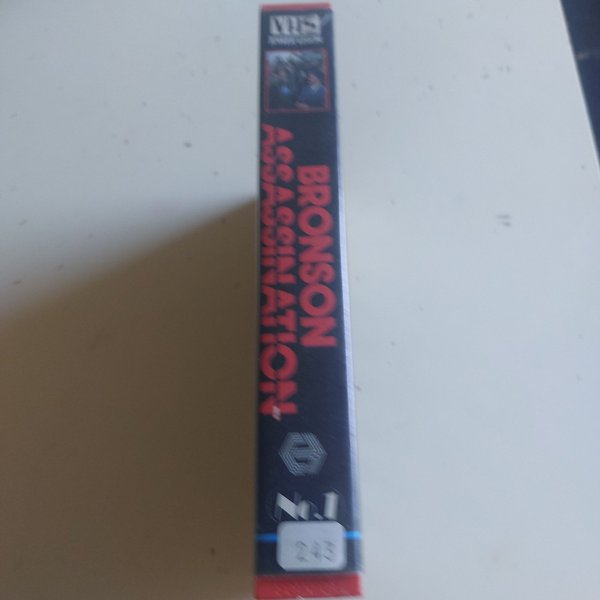 VHS
BRONSON
ASSASSINATION
No.1
243